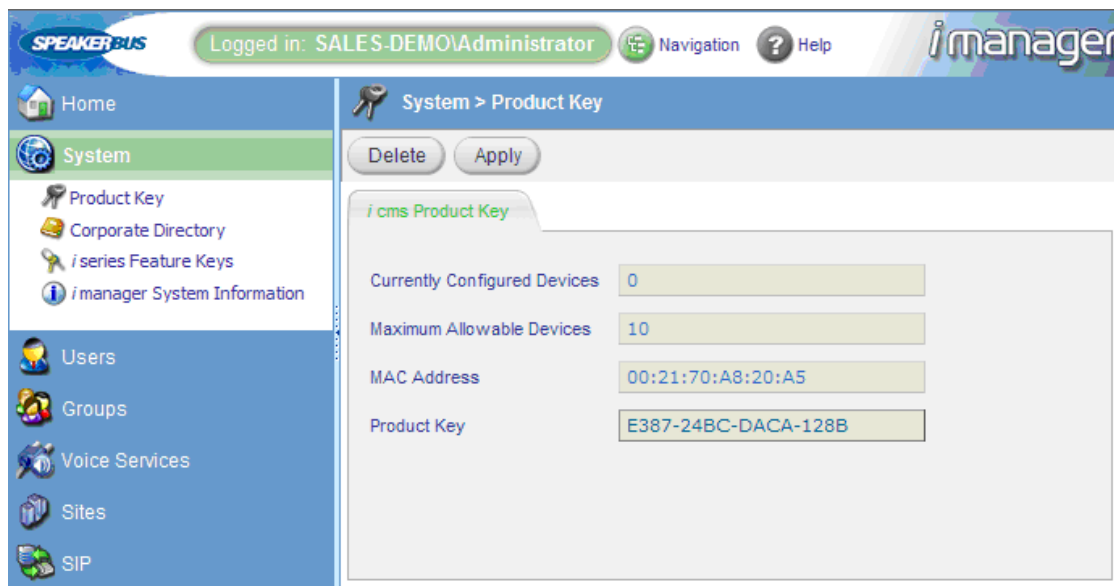 SPEAKERBUS
Logged in: SALES-DEMO\Administrator
Navigation
Help
i manager
Home
System
Product Key
Corporate Directory
i series Feature Keys
i manager System Information
Users
Groups
Voice Services
Sites
SIP
System > Product Key
Delete
Apply
i cms Product Key
Currently Configured Devices 0
Maximum Allowable Devices 10
MAC Address 00:21:70:A8:20:A5
Product Key E387-24BC-DACA-128B